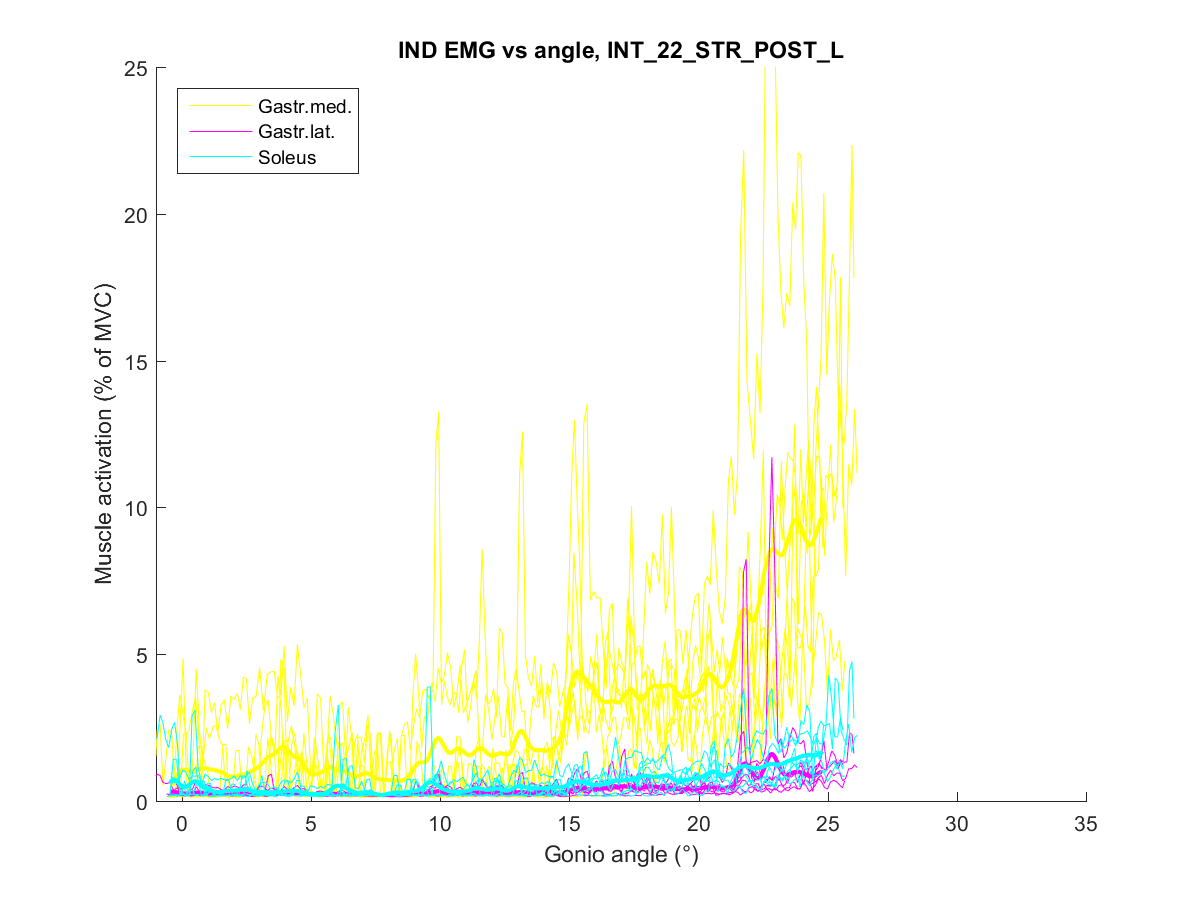 IND EMG vs angle, INT_22_STR_POST_L
25
20
15
10
5
0
Muscle activation (% of MVC)
Gastr.med.
Gastr.lat.
Soleus
0 5 10 15 20 25 30 35
Gonio angle (°)